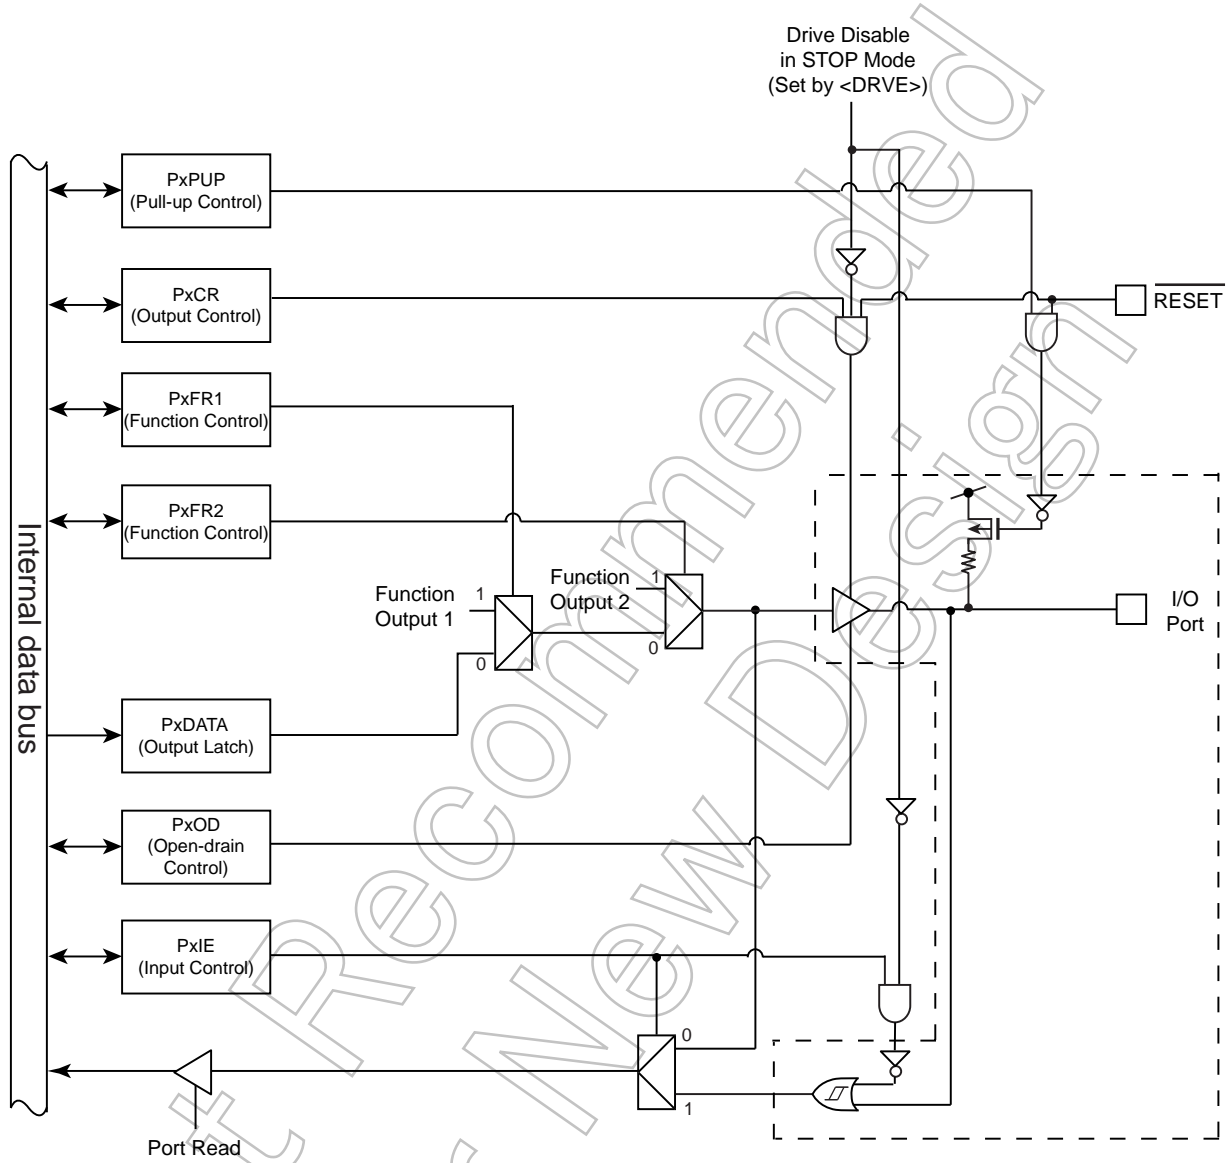 Drive Disable
in STOP Mode
(Set by <DRVE>)
PxPUP
(Pull-up Control)
PxCR
(Output Control)
RESET
PxFR1
(Function Control)
PxFR2
(Function Control)
Internal data bus
Function
Output 1
1
0
Function
Output 2
1
0
I/O
Port
PxDATA
(Output Latch)
PxOD
(Open-drain
Control)
PxIE
(Input Control)
0
1
Port Read
t Recommended
r New Design